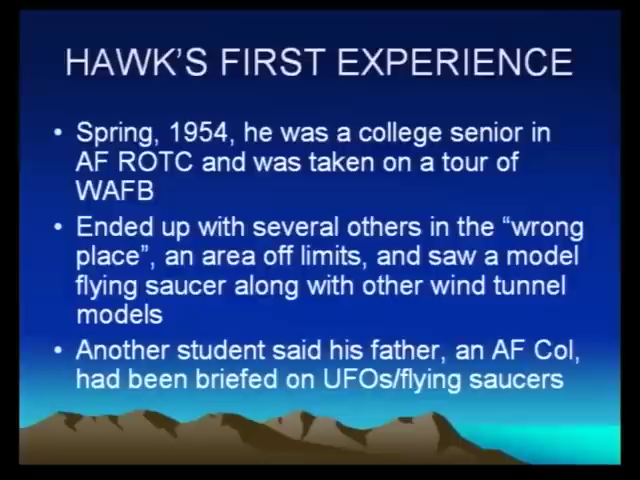 HAWK'S FIRST EXPERIENCE
• Spring, 1954, he was a college senior in
AF ROTC and was taken on a tour of
WAFB
• Ended up with several others in the “wrong
place”, an area off limits, and saw a model
flying saucer along with other wind tunnel
models
• Another student said his father, an AF Col,
had been briefed on UFOs/flying saucers